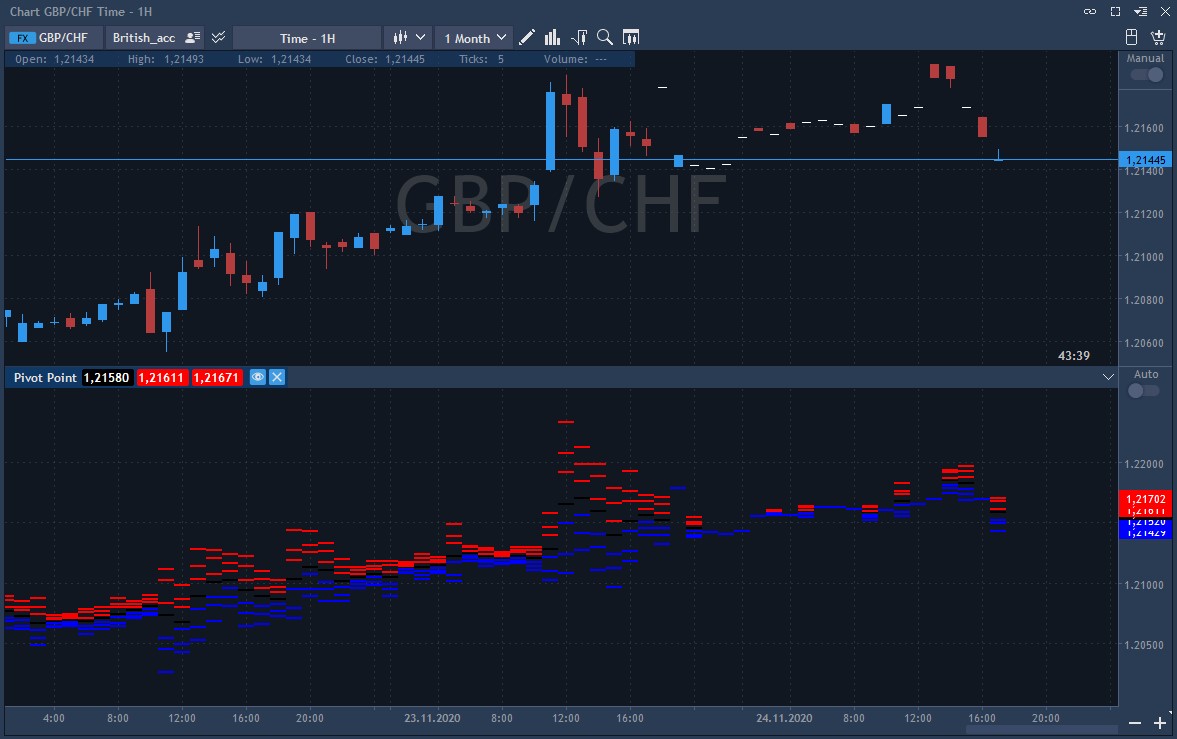 Chart GBP/CHF Time - 1H
FX GBP/CHF British_acc Time - 1H 1 Month
Open: 1,21434 High: 1,21493 Low: 1,21434 Close: 1,21445 Ticks: 5 Volume: ---
Manual
1.21600
1,21445
1.21400
GBP/CHF
1.21200
1.21000
1.20800
1.20600
43:39
Pivot Point 1,21580 1,21611 1,21671
Auto
1.22000
1,21702
1,21611
1,21520
1,21429
1.21000
1.20500
4:00 8:00 12:00 16:00 20:00 23.11.2020 8:00 12:00 16:00 24.11.2020 8:00 12:00 16:00 20:00